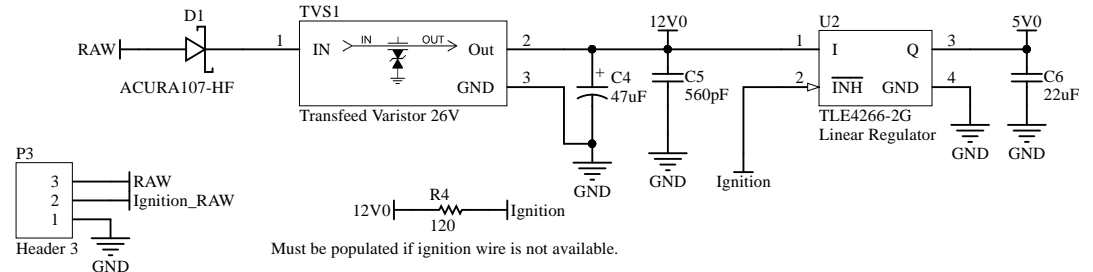 D1
RAW
ACURA107-HF
TVS1
1
IN
IN
OUT
Out
2
GND
3
Transfeed Varistor 26V
+
C4
47uF
GND
12V0
C5
560pF
GND
U2
1
I
Q
3
2
INH
GND
4
TLE4266-2G
Linear Regulator
Ignition
GND
5V0
C6
22uF
GND
P3
3
RAW
2
Ignition_RAW
1
Header 3
GND
12V0
R4
120
Ignition
Must be populated if ignition wire is not available.